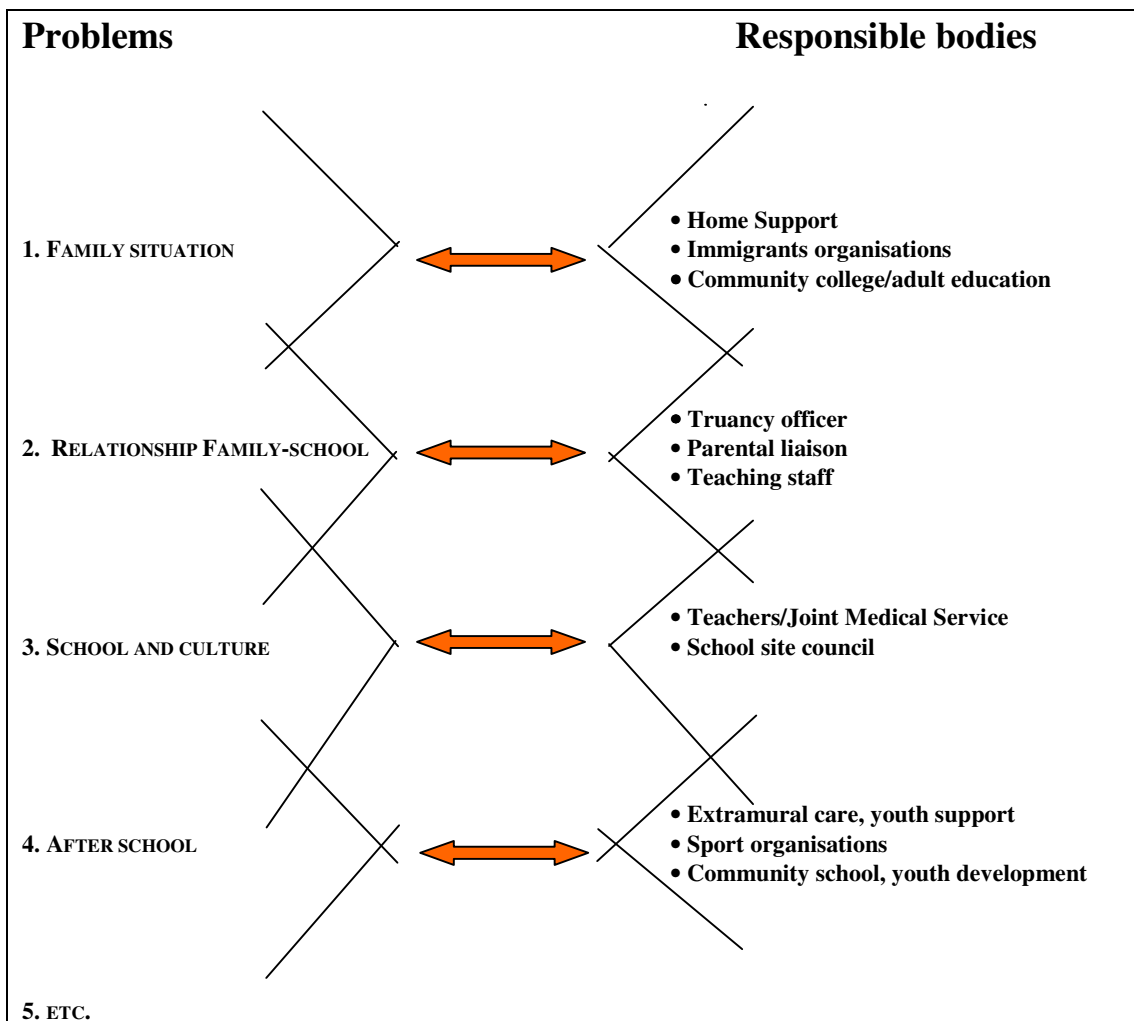 Problems
Responsible bodies
1. FAMILY SITUATION
• Home Support
• Immigrants organisations
• Community college/adult education
2. RELATIONSHIP FAMILY-SCHOOL
• Truancy officer
• Parental liaison
• Teaching staff
3. SCHOOL AND CULTURE
• Teachers/Joint Medical Service
• School site council
4. AFTER SCHOOL
• Extramural care, youth support
• Sport organisations
• Community school, youth development
5. ETC.